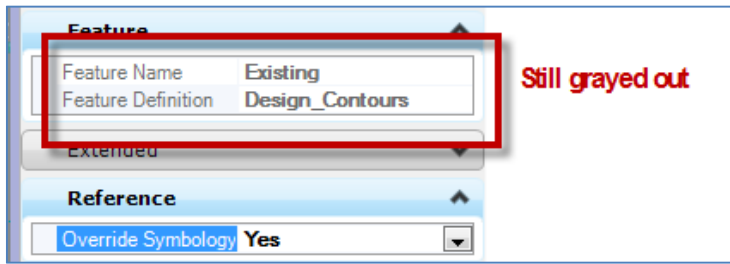 Feature
Feature Name Existing
Feature Definition Design_Contours
Still grayed out
Extended
Reference
Override Symbology Yes